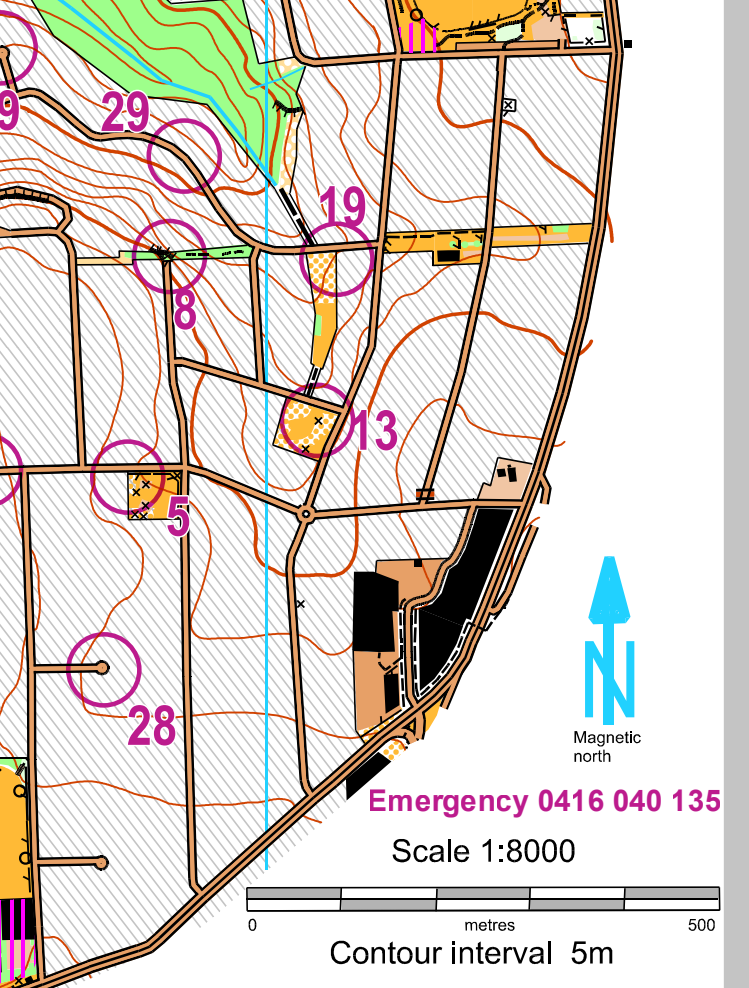 29
9
19
8
13
5
28
N
Magnetic
north
Emergency 0416 040 135
Scale 1:8000
0 metres 500
Contour interval 5m